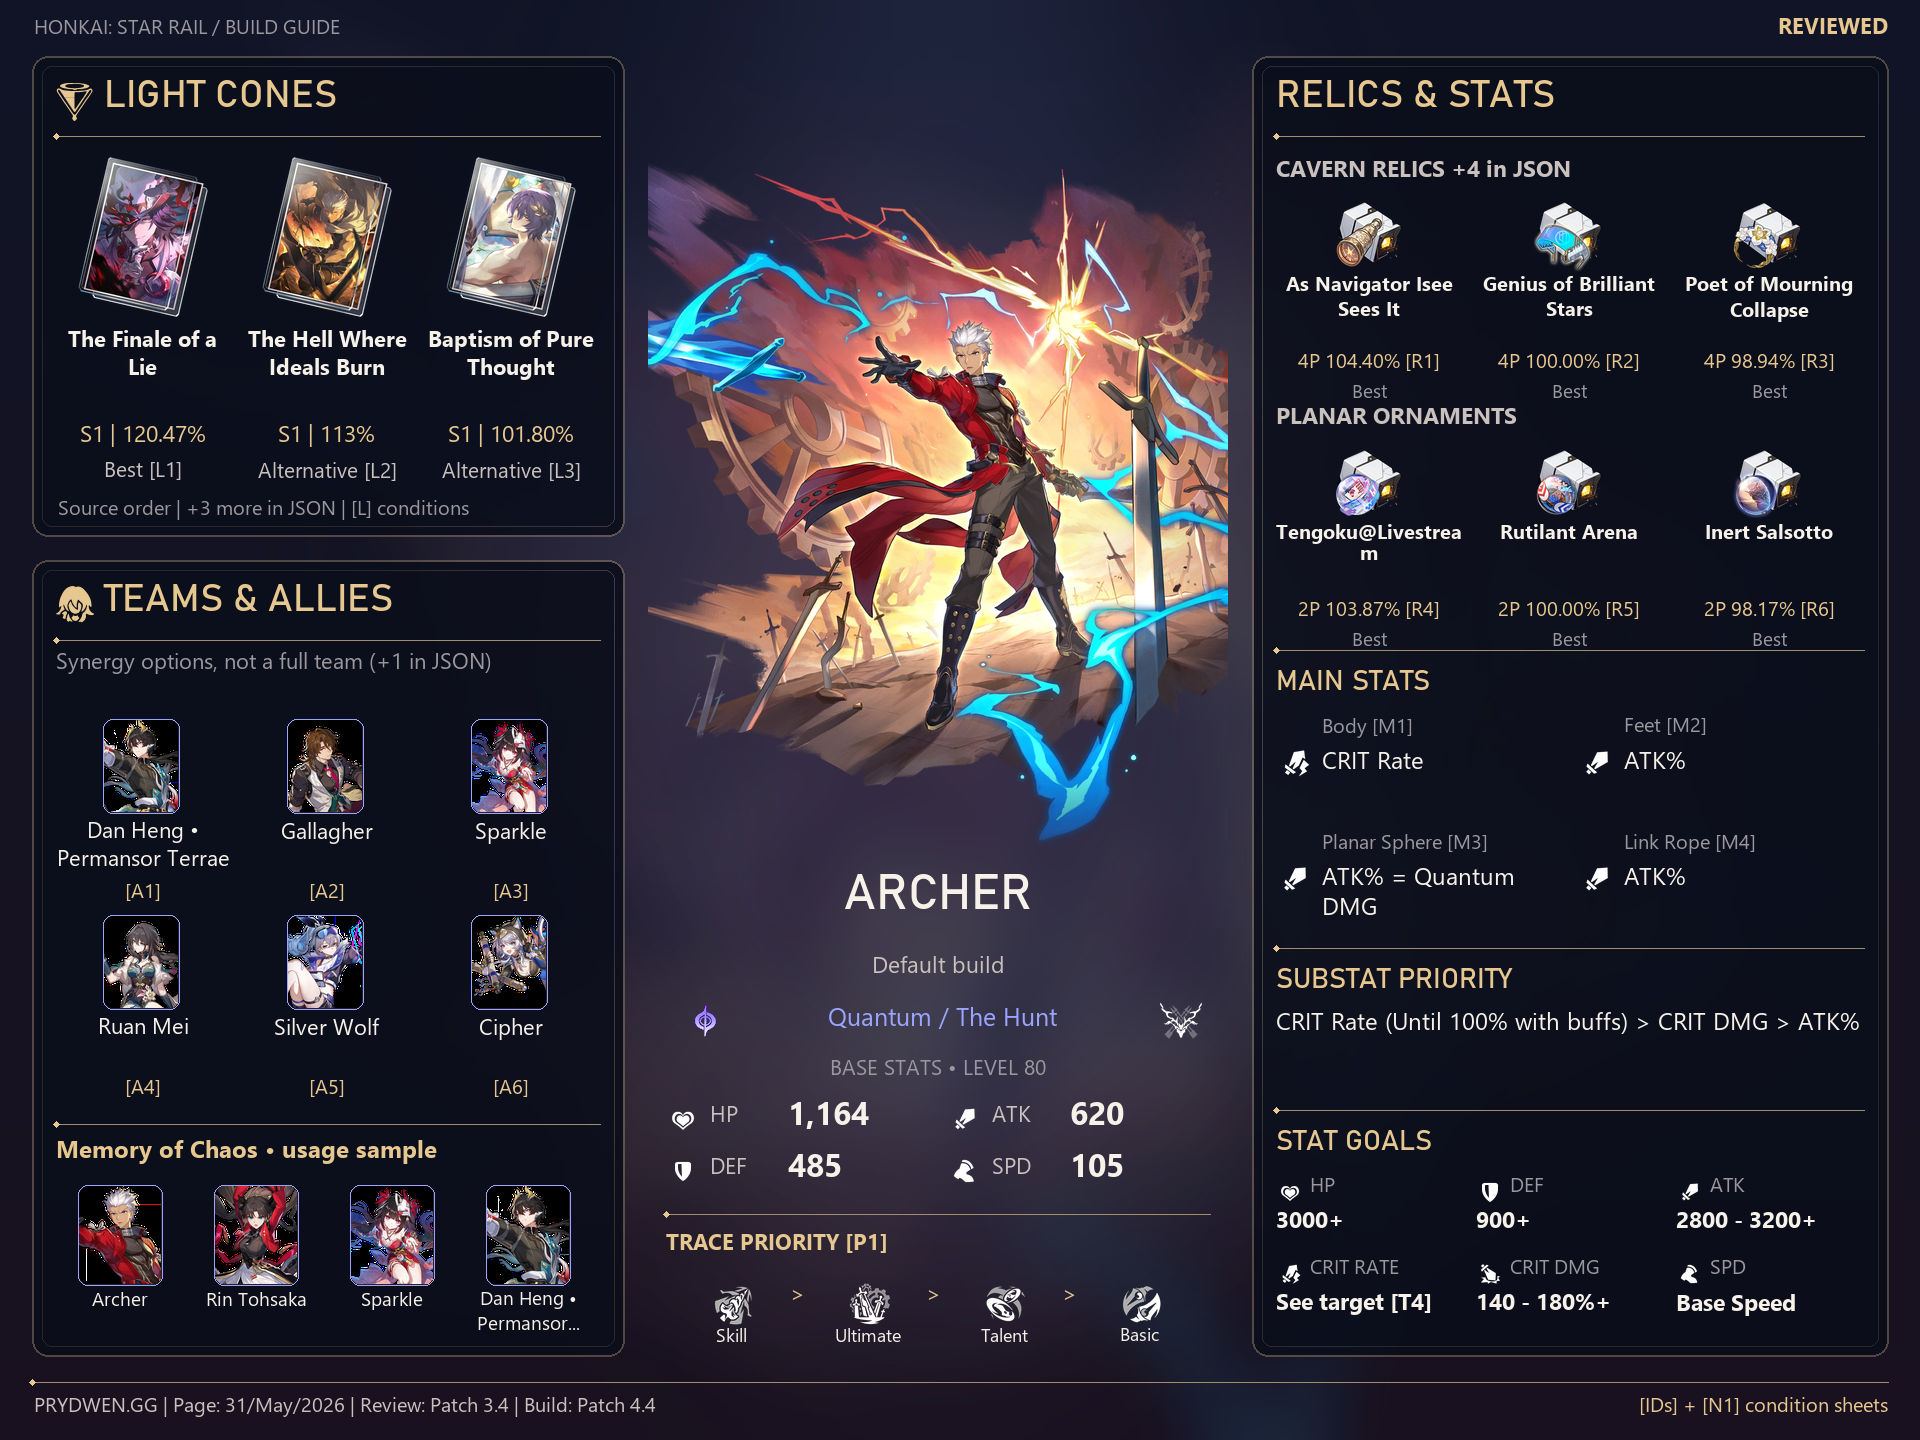 HONKAI: STAR RAIL / BUILD GUIDE
REVIEWED
LIGHT CONES
The Finale of a Lie
The Hell Where Ideals Burn
Baptism of Pure Thought
S1 | 120.47%
S1 | 113%
S1 | 101.80%
Best [L1]
Alternative [L2]
Alternative [L3]
Source order | +3 more in JSON | [L] conditions
TEAMS & ALLIES
Synergy options, not a full team (+1 in JSON)
Dan Heng • Permansor Terrae
Gallagher
Sparkle
[A1]
[A2]
[A3]
Ruan Mei
Silver Wolf
Cipher
[A4]
[A5]
[A6]
Memory of Chaos • usage sample
Archer
Rin Tohsaka
Sparkle
Dan Heng • Permansor...
ARCHER
Default build
Quantum / The Hunt
BASE STATS • LEVEL 80
HP 1,164
ATK 620
DEF 485
SPD 105
TRACE PRIORITY [P1]
Skill > Ultimate > Talent > Basic
RELICS & STATS
CAVERN RELICS +4 in JSON
As Navigator Isee Sees It
Genius of Brilliant Stars
Poet of Mourning Collapse
4P 104.40% [R1]
4P 100.00% [R2]
4P 98.94% [R3]
Best
Best
Best
PLANAR ORNAMENTS
Tengoku@Livestream
Rutilant Arena
Inert Salsotto
2P 103.87% [R4]
2P 100.00% [R5]
2P 98.17% [R6]
Best
Best
Best
MAIN STATS
Body [M1]
CRIT Rate
Feet [M2]
ATK%
Planar Sphere [M3]
ATK% = Quantum DMG
Link Rope [M4]
ATK%
SUBSTAT PRIORITY
CRIT Rate (Until 100% with buffs) > CRIT DMG > ATK%
STAT GOALS
HP
3000+
DEF
900+
ATK
2800 - 3200+
CRIT RATE
See target [T4]
CRIT DMG
140 - 180%+
SPD
Base Speed
PRYDWEN.GG | Page: 31/May/2026 | Review: Patch 3.4 | Build: Patch 4.4
[IDs] + [N1] condition sheets